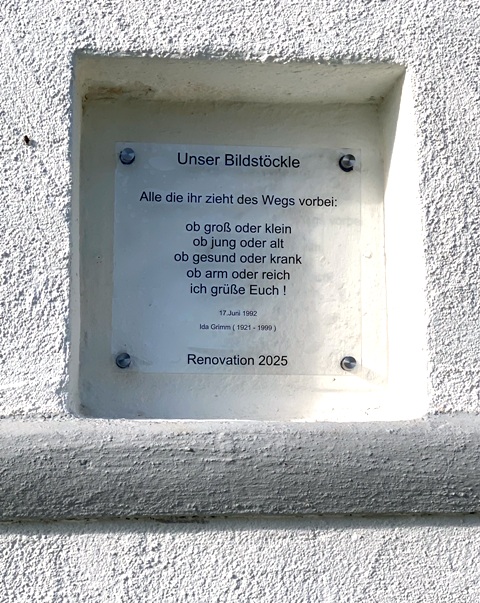 Unser Bildstöckle
Alle die ihr zieht des Wegs vorbei:
ob groß oder klein
ob jung oder alt
ob gesund oder krank
ob arm oder reich
ich grüße Euch !
17.Juni 1992
Ida Grimm ( 1921 - 1999 )
Renovation 2025